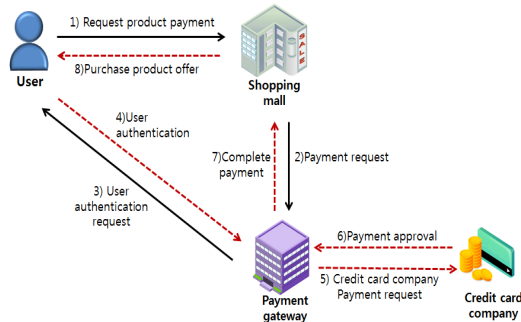 1) Request product payment
8)Purchase product offer
User
SALE
Shopping
mall
4)User
authentication
7)Complete
payment
2)Payment request
3) User
authentication
request
6)Payment approval
5) Credit card company
Payment request
Payment
gateway
Credit card
company